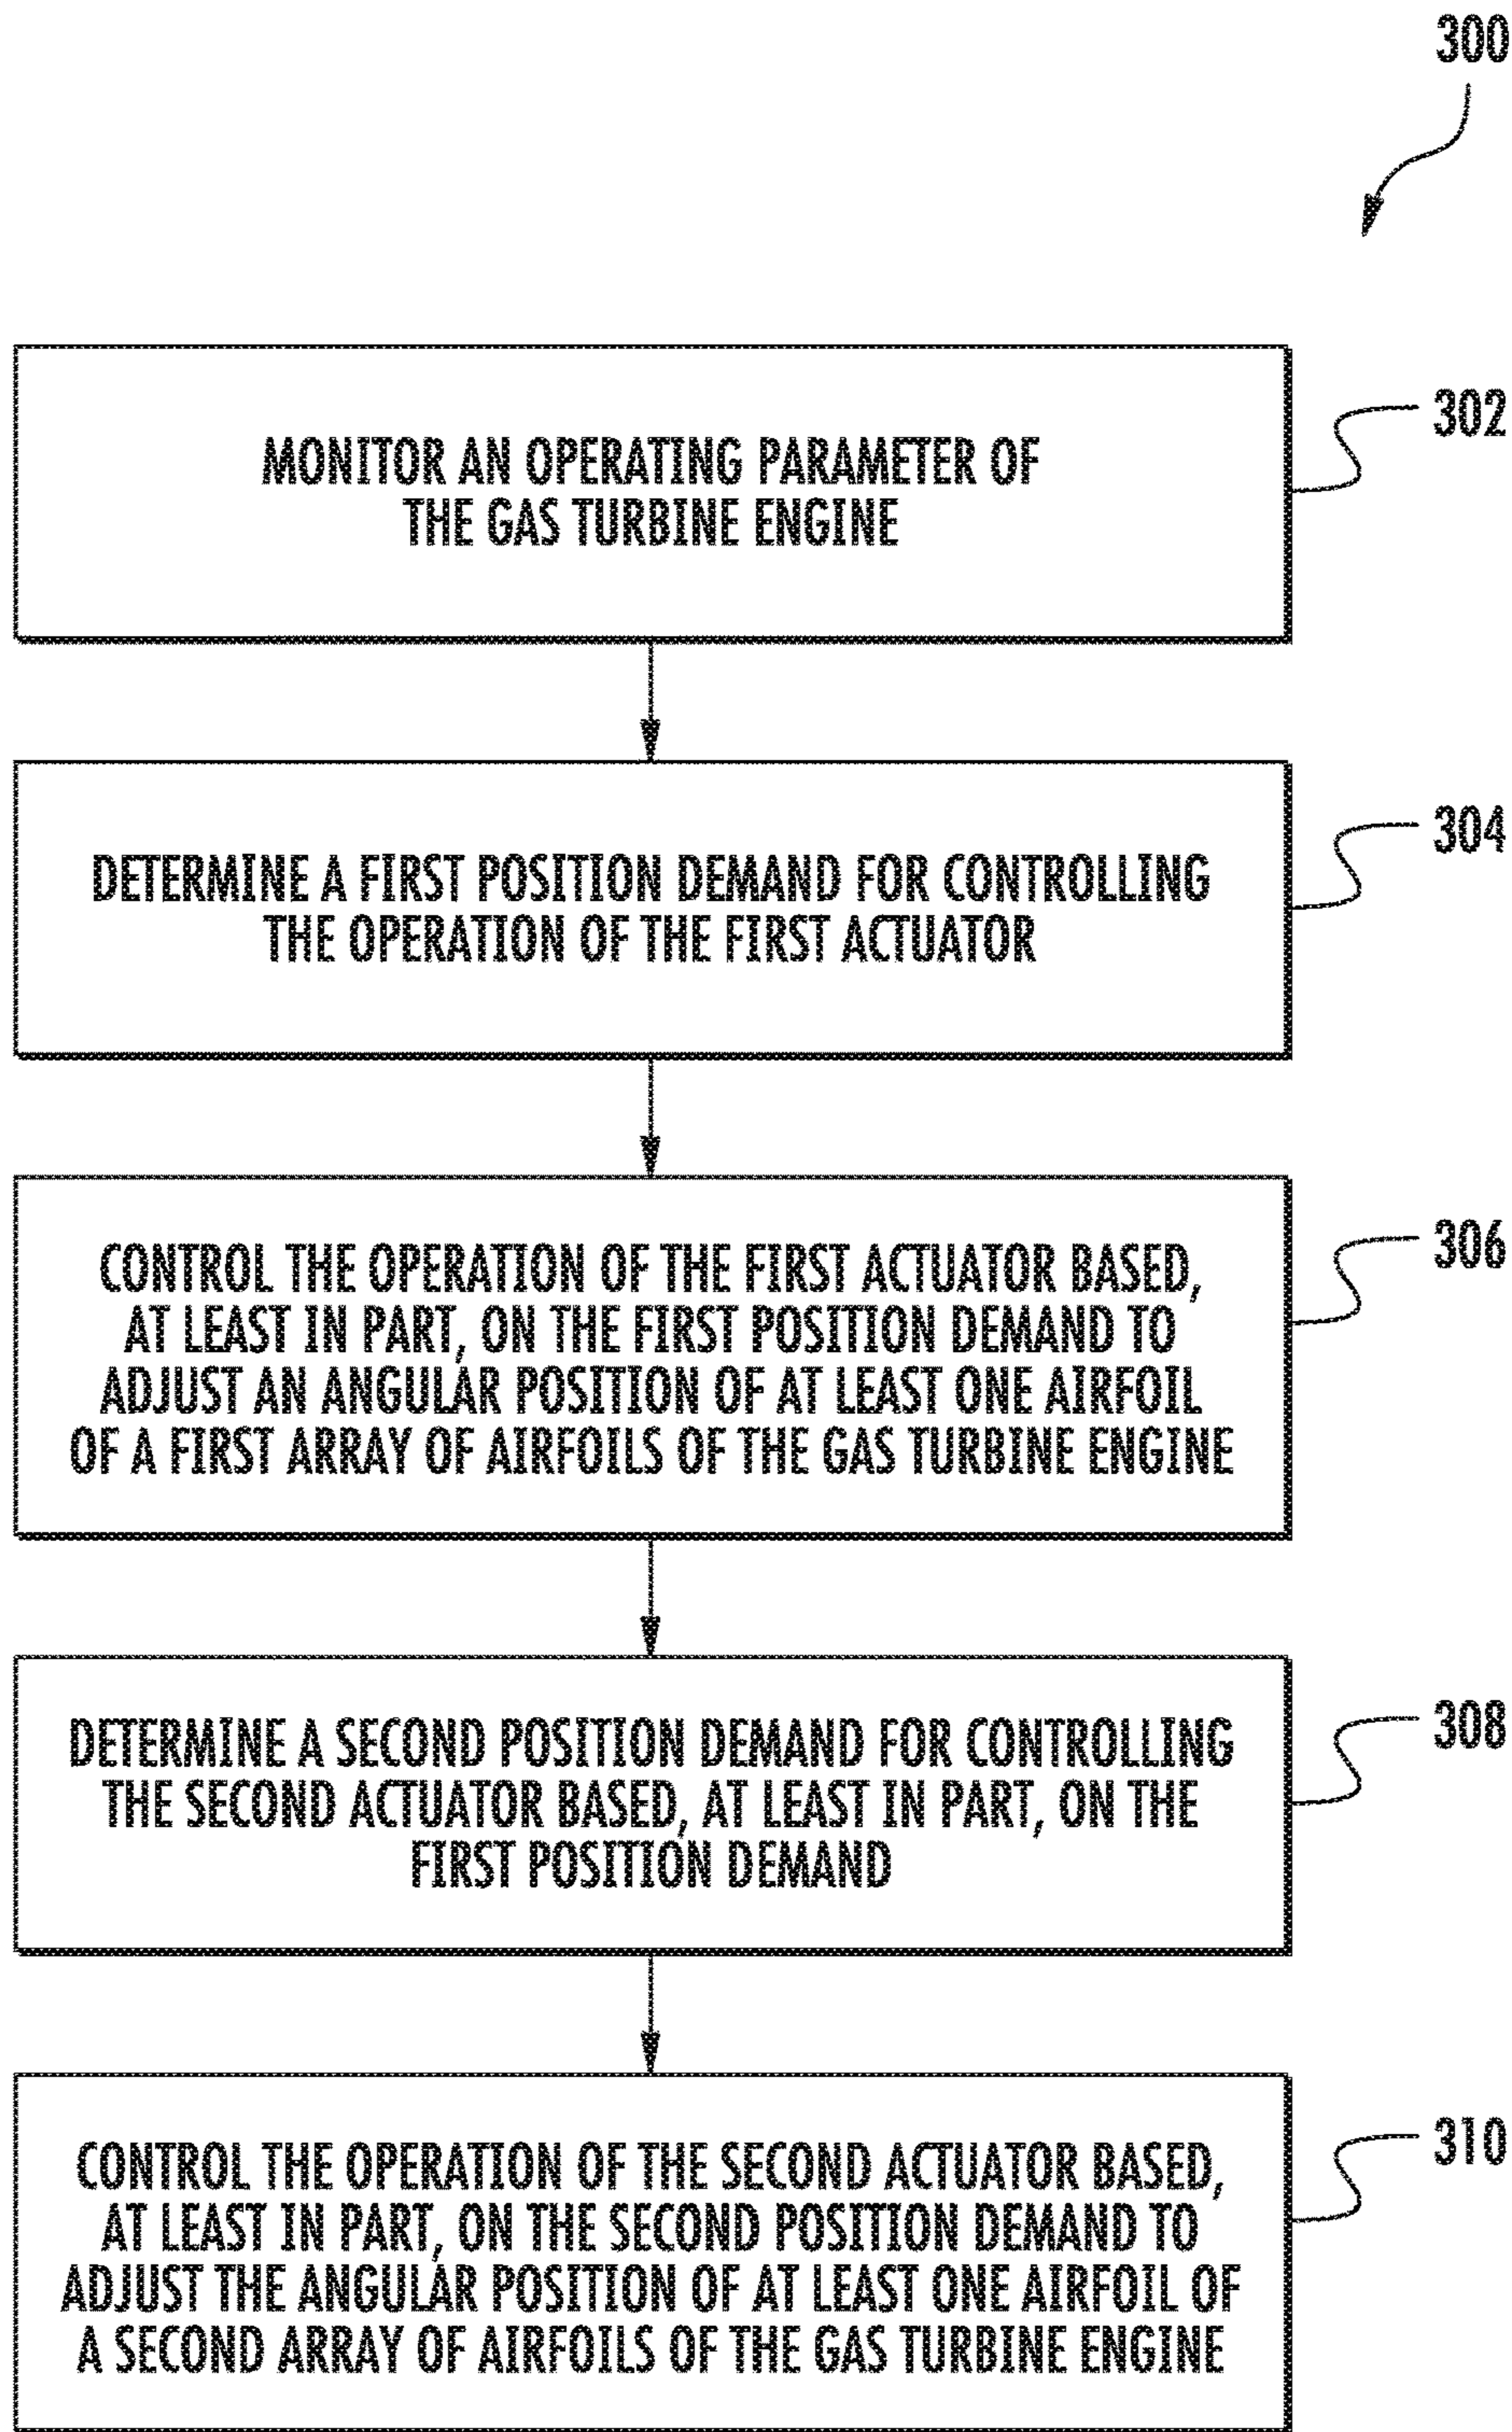 300
MONITOR AN OPERATING PARAMETER OF
THE GAS TURBINE ENGINE
302
DETERMINE A FIRST POSITION DEMAND FOR CONTROLLING
THE OPERATION OF THE FIRST ACTUATOR
304
CONTROL THE OPERATION OF THE FIRST ACTUATOR BASED,
AT LEAST IN PART, ON THE FIRST POSITION DEMAND TO
ADJUST AN ANGULAR POSITION OF AT LEAST ONE AIRFOIL
OF A FIRST ARRAY OF AIRFOILS OF THE GAS TURBINE ENGINE
306
DETERMINE A SECOND POSITION DEMAND FOR CONTROLLING
THE SECOND ACTUATOR BASED, AT LEAST IN PART, ON THE
FIRST POSITION DEMAND
308
CONTROL THE OPERATION OF THE SECOND ACTUATOR BASED,
AT LEAST IN PART, ON THE SECOND POSITION DEMAND TO
ADJUST THE ANGULAR POSITION OF AT LEAST ONE AIRFOIL OF
A SECOND ARRAY OF AIRFOILS OF THE GAS TURBINE ENGINE
310